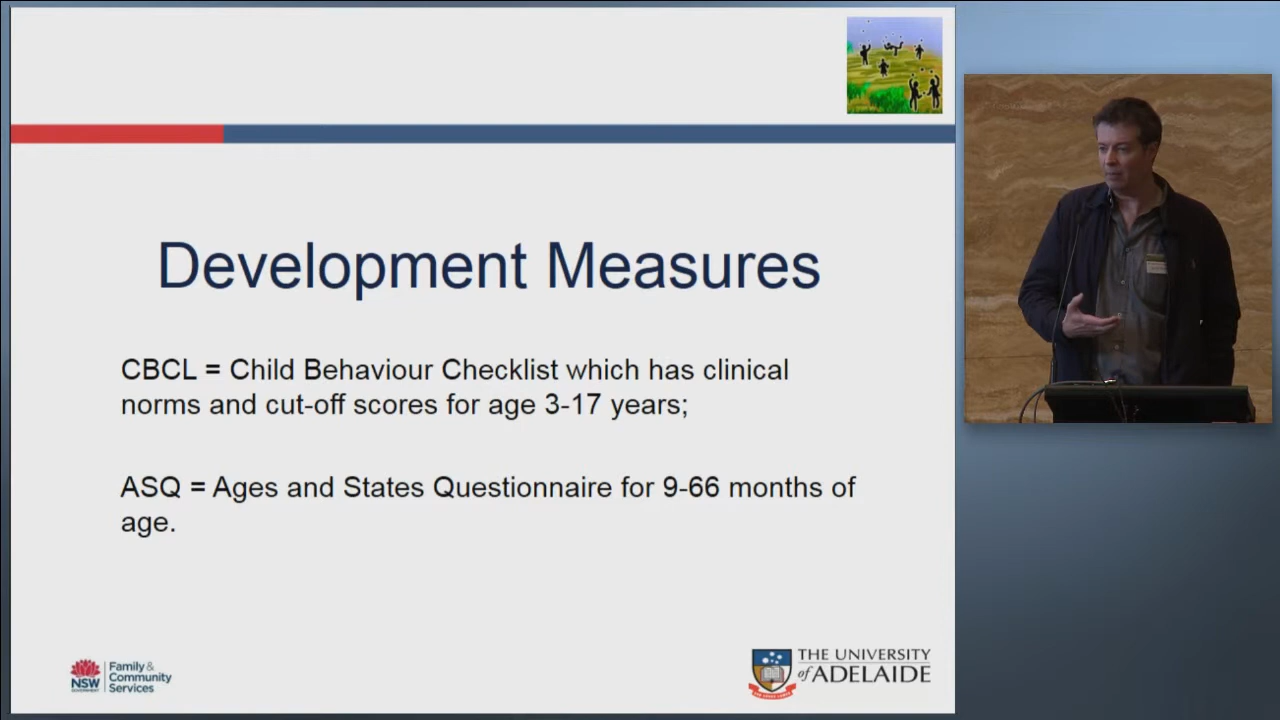 Development Measures
CBCL = Child Behaviour Checklist which has clinical
norms and cut-off scores for age 3-17 years;
ASQ = Ages and States Questionnaire for 9-66 months of
age.
NSW
GOVERNMENT
Family &
Community
Services
THE UNIVERSITY
of ADELAIDE